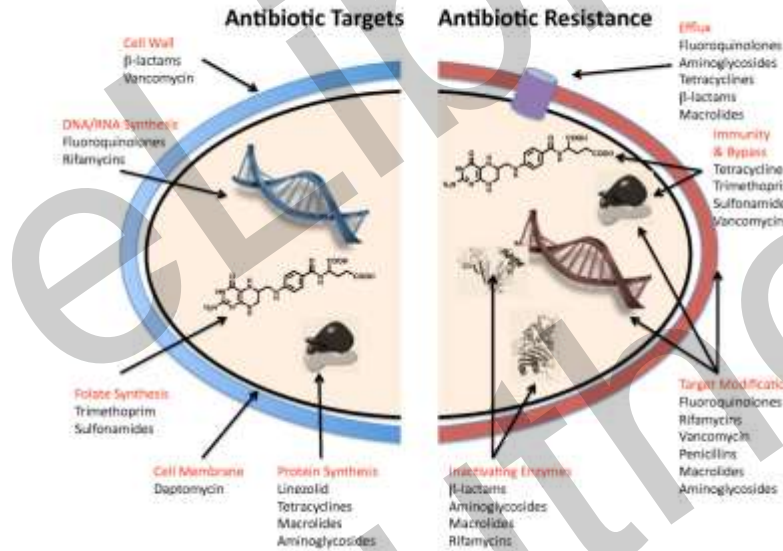 Antibiotic Targets
Antibiotic Resistance
Cell Wall
β-lactams
Vancomycin
DNA/RNA Synthesis
Fluoroquinolones
Rifamycins
Folate Synthesis
Trimethoprim
Sulfonamides
Cell Membrane
Daptomycin
Protein Synthesis
Linezolid
Tetracyclines
Macrolides
Aminoglycosides
Efflux
Fluoroquinolones
Aminoglycosides
Tetracyclines
β-lactams
Macrolides
Immunity
& Bypass
Tetracycline
Trimethopri
Sulfonamide
Vancomycin
Target Modificatio
Fluoroquinolones
Rifamycins
Vancomycin
Penicillins
Macrolides
Aminoglycosides
Inactivating Enzymes
β-lactams
Aminoglycosides
Macrolides
Rifamycins